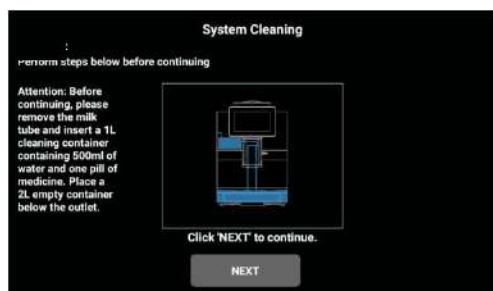 System Cleaning
:
Perform steps below before continuing
Attention: Before
continuing, please
remove the milk
tube and insert a 1L
cleaning container
containing 500ml of
water and one pill of
medicine. Place a
2L empty container
below the outlet.
Click 'NEXT' to continue.
NEXT